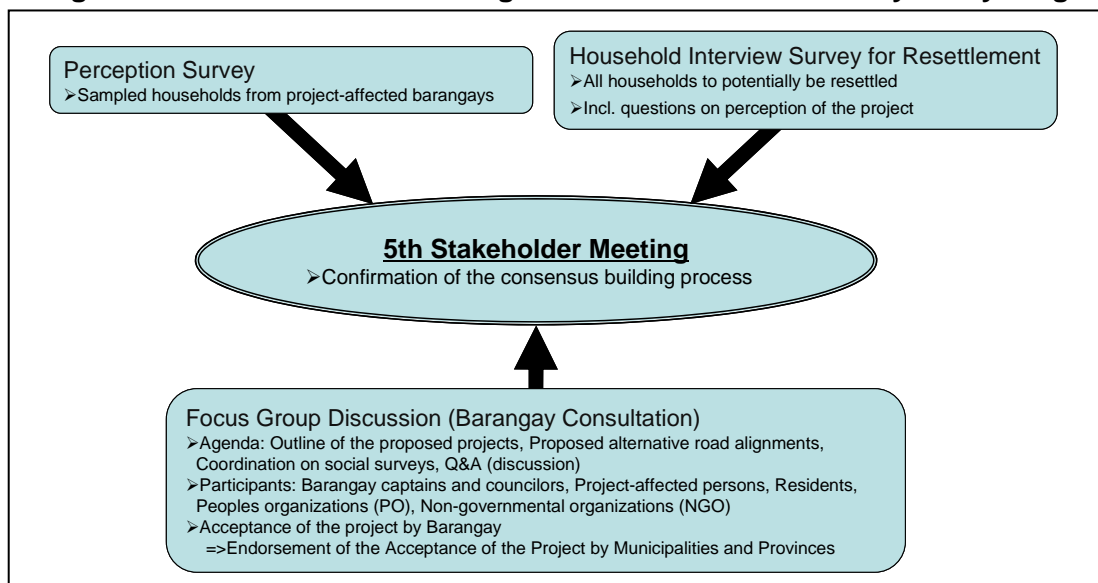 Perception Survey
➢Sampled households from project-affected barangays
Household Interview Survey for Resettlement
➢All households to potentially be resettled
➢Incl. questions on perception of the project
5th Stakeholder Meeting
➢Confirmation of the consensus building process
Focus Group Discussion (Barangay Consultation)
➢Agenda: Outline of the proposed projects, Proposed alternative road alignments,
Coordination on social surveys, Q&A (discussion)
➢Participants: Barangay captains and councilors, Project-affected persons, Residents,
Peoples organizations (PO), Non-governmental organizations (NGO)
➢Acceptance of the project by Barangay
=>Endorsement of the Acceptance of the Project by Municipalities and Provinces